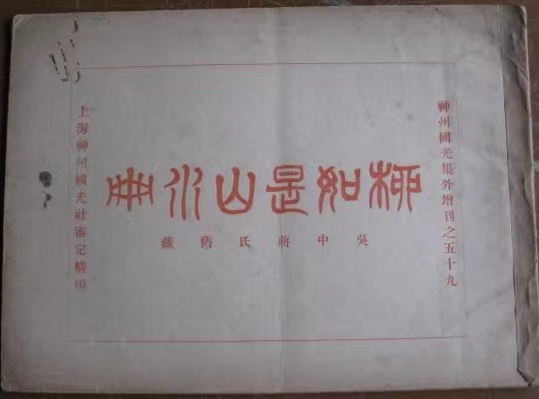 神州國光集外增刊之五十九
柳如是山水冊
吳中蔣氏舊藏
上海神州國光社審定精印